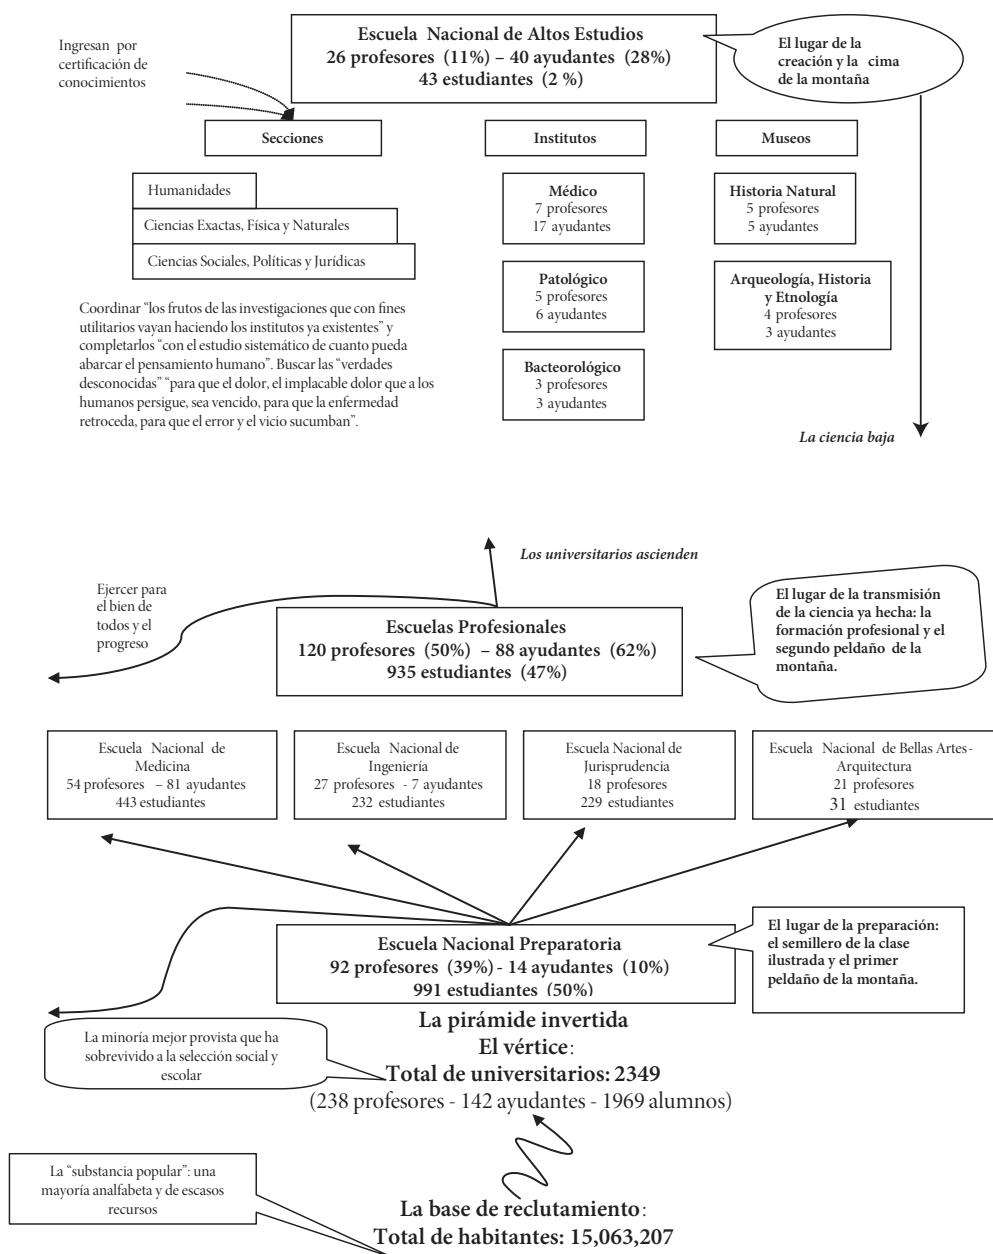 Escuela Nacional de Altos Estudios
26 profesores (11%) – 40 ayudantes (28%)
43 estudiantes (2 %)
Ingresan por
certificación de
conocimientos
El lugar de la
creación y la cima
de la montaña
Secciones
Institutos
Museos
Humanidades
Ciencias Exactas, Física y Naturales
Ciencias Sociales, Políticas y Jurídicas
Médico
7 profesores
17 ayudantes
Historia Natural
5 profesores
5 ayudantes
Patológico
5 profesores
6 ayudantes
Arqueología, Historia
y Etnología
4 profesores
3 ayudantes
Bacteorológico
3 profesores
3 ayudantes
Coordinar “los frutos de las investigaciones que con fines
utilitarios vayan haciendo los institutos ya existentes” y
completarlos “con el estudio sistemático de cuanto pueda
abarcar el pensamiento humano”. Buscar las “verdades
desconocidas” “para que el dolor, el implacable dolor que a los
humanos persigue, sea vencido, para que la enfermedad
retroceda, para que el error y el vicio sucumban”.
La ciencia baja
Los universitarios ascienden
Ejercer para
el bien de
todos y el
progreso
Escuelas Profesionales
120 profesores (50%) – 88 ayudantes (62%)
935 estudiantes (47%)
El lugar de la transmisión
de la ciencia ya hecha: la
formación profesional y el
segundo peldaño de la
montaña.
Escuela Nacional de
Medicina
54 profesores – 81 ayudantes
443 estudiantes
Escuela Nacional de
Ingeniería
27 profesores - 7 ayudantes
232 estudiantes
Escuela Nacional de
Jurisprudencia
18 profesores
229 estudiantes
Escuela Nacional de Bellas Artes-
Arquitectura
21 profesores
31 estudiantes
Escuela Nacional Preparatoria
92 profesores (39%) - 14 ayudantes (10%)
991 estudiantes (50%)
El lugar de la preparación:
el semillero de la clase
ilustrada y el primer
peldaño de la montaña.
La pirámide invertida
El vértice:
Total de universitarios: 2349
(238 profesores - 142 ayudantes - 1969 alumnos)
La minoría mejor provista que ha
sobrevivido a la selección social y
escolar
La “substancia popular”: una
mayoría analfabeta y de escasos
recursos
La base de reclutamiento:
Total de habitantes: 15,063,207